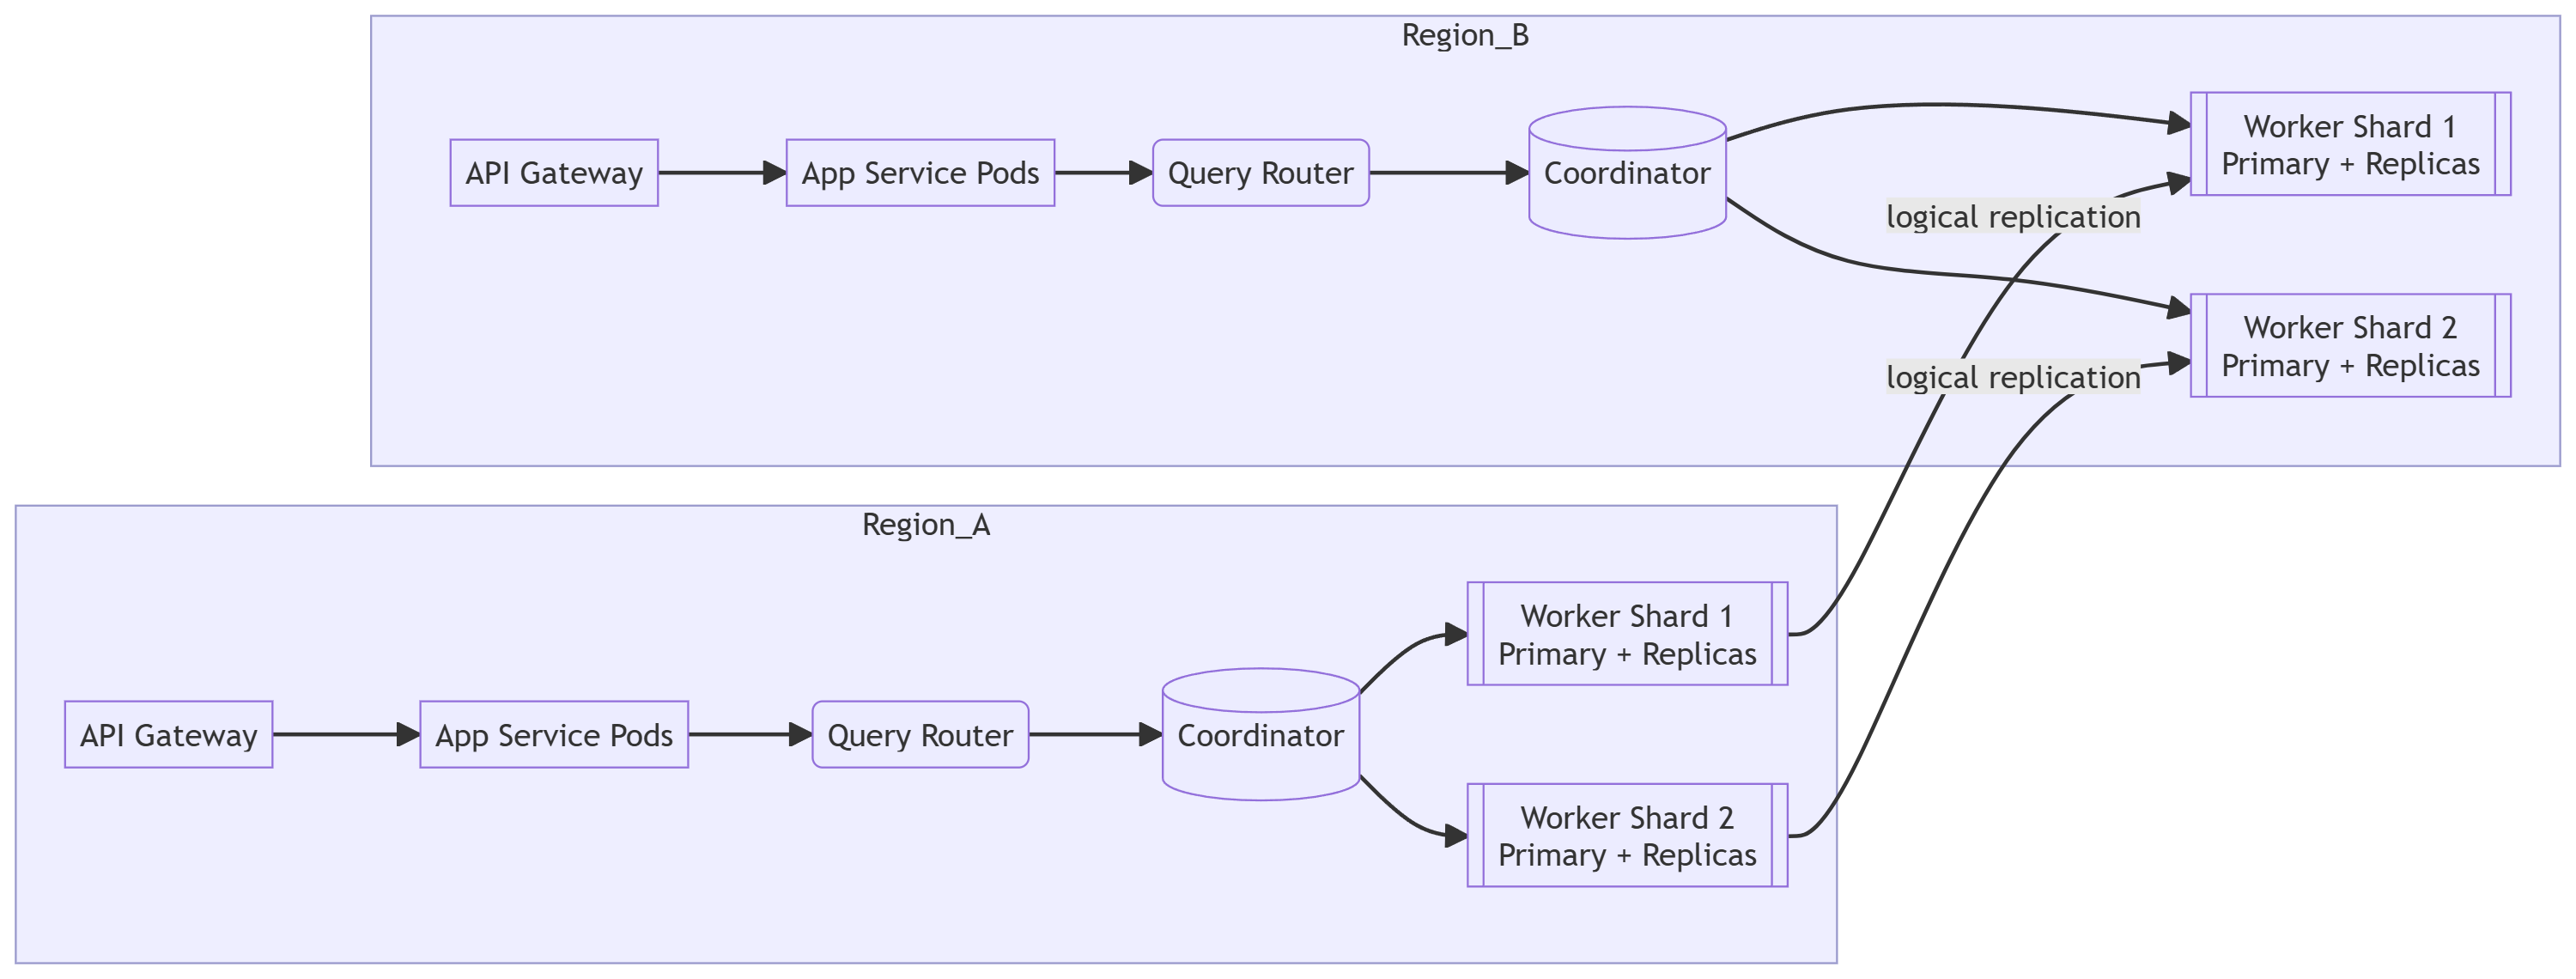 Region_B
API Gateway
App Service Pods
Query Router
Coordinator
Worker Shard 1
Primary + Replicas
logical replication
Worker Shard 2
Primary + Replicas
logical replication
Region_A
API Gateway
App Service Pods
Query Router
Coordinator
Worker Shard 1
Primary + Replicas
Worker Shard 2
Primary + Replicas